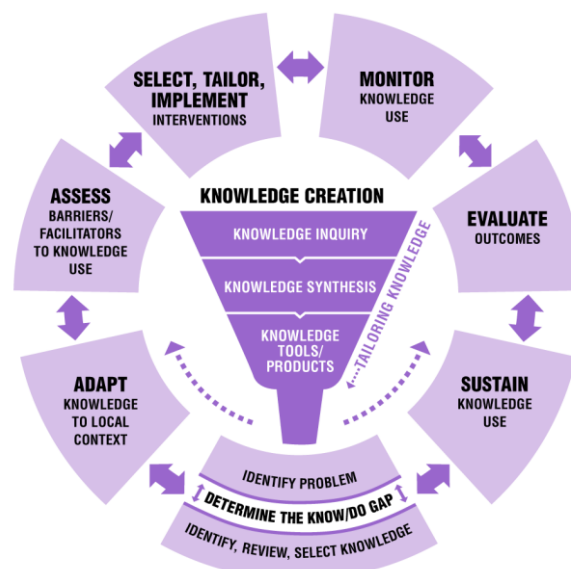 SELECT, TAILOR,
IMPLEMENT
INTERVENTIONS
MONITOR
KNOWLEDGE
USE
ASSESS
BARRIERS/
FACILITATORS
TO KNOWLEDGE
USE
KNOWLEDGE CREATION
KNOWLEDGE INQUIRY
KNOWLEDGE SYNTHESIS
KNOWLEDGE
TOOLS/
PRODUCTS
TAILORING KNOWLEDGE
EVALUATE
OUTCOMES
ADAPT
KNOWLEDGE
TO LOCAL
CONTEXT
SUSTAIN
KNOWLEDGE
USE
IDENTIFY PROBLEM
DETERMINE THE KNOW/DO GAP
IDENTIFY, REVIEW, SELECT KNOWLEDGE